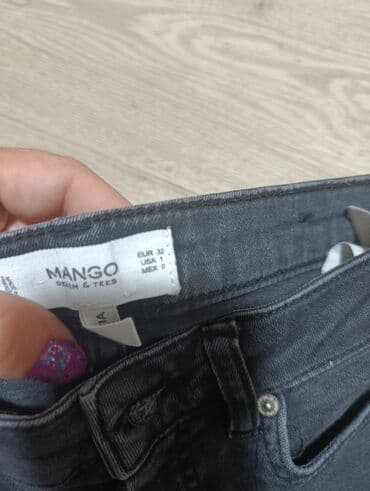 MANGO
DENIM & TEES
EUR 32
USA 1
MEX 0